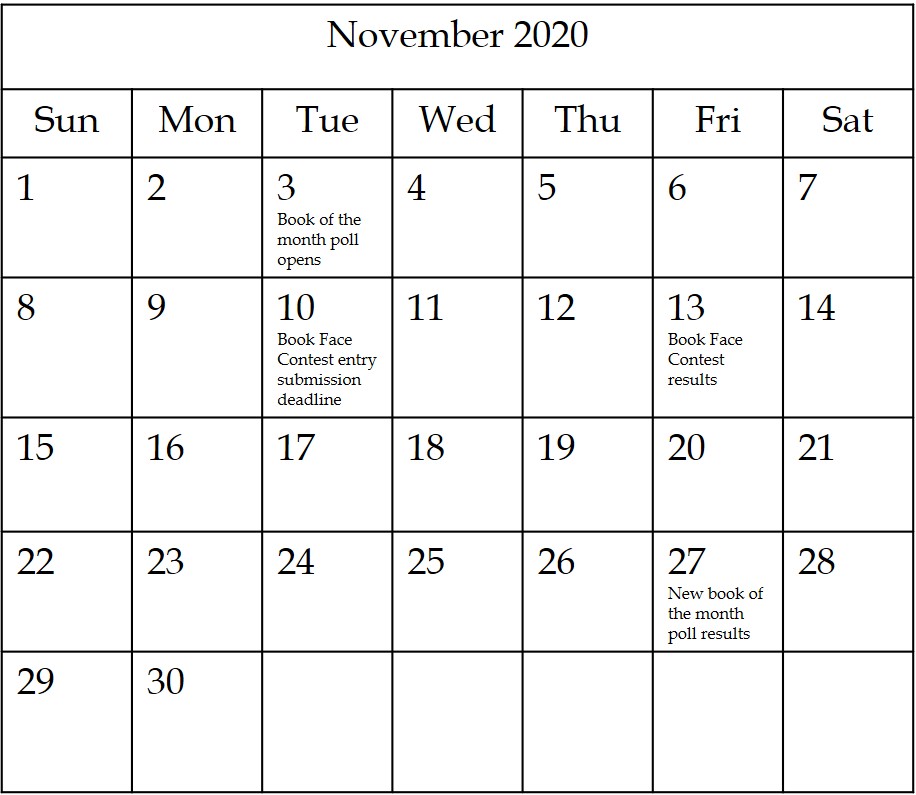 November 2020
Sun Mon Tue Wed Thu Fri Sat
1 2 3 4 5 6 7
Book of the
month poll
opens
8 9 10 11 12 13 14
Book Face Book Face
Contest entry Contest
submission results
deadline
15 16 17 18 19 20 21
22 23 24 25 26 27 28
New book of
the month
poll results
29 30